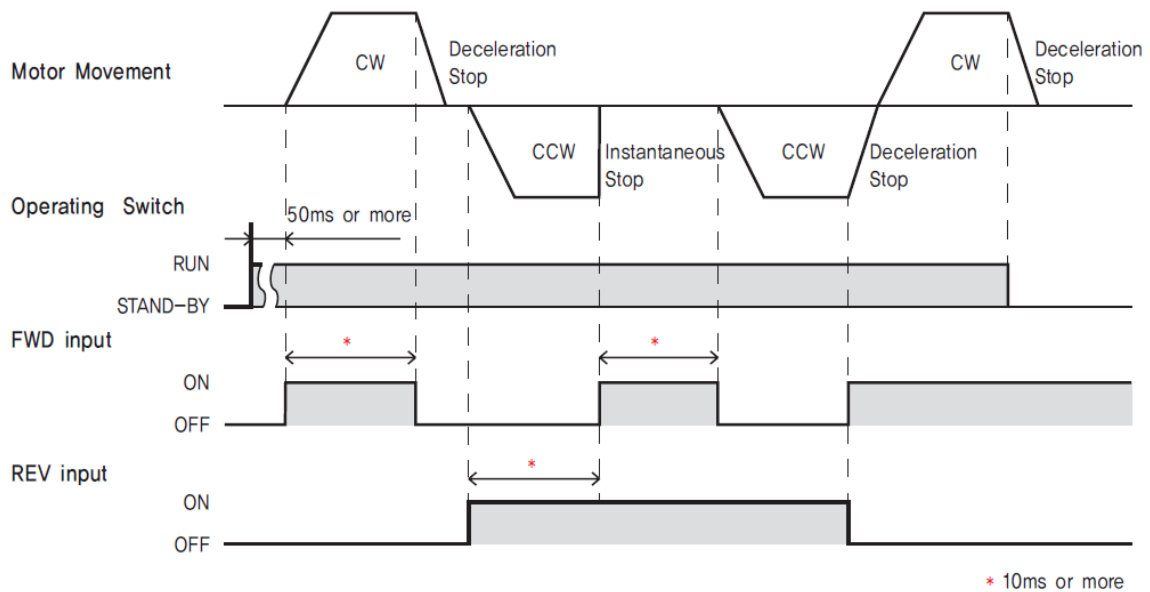 Motor Movement
CW
Deceleration
Stop
CCW
Instantaneous
Stop
CCW
Deceleration
Stop
CW
Deceleration
Stop
Operating Switch
50ms or more
RUN
STAND-BY
FWD input
*
*
ON
OFF
REV input
*
ON
OFF
* 10ms or more